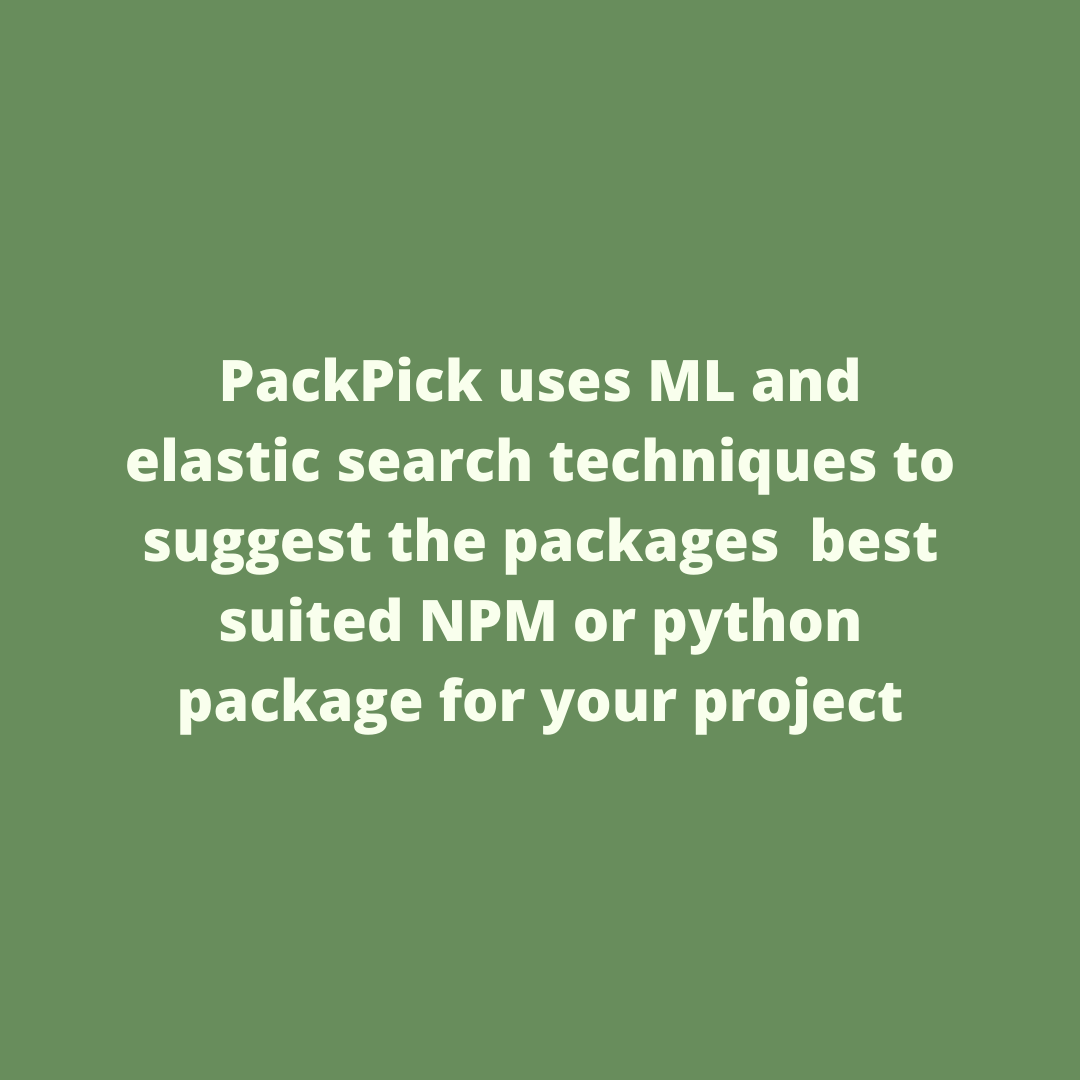 PackPick uses ML and
elastic search techniques to
suggest the packages  best
suited NPM or python
package for your project